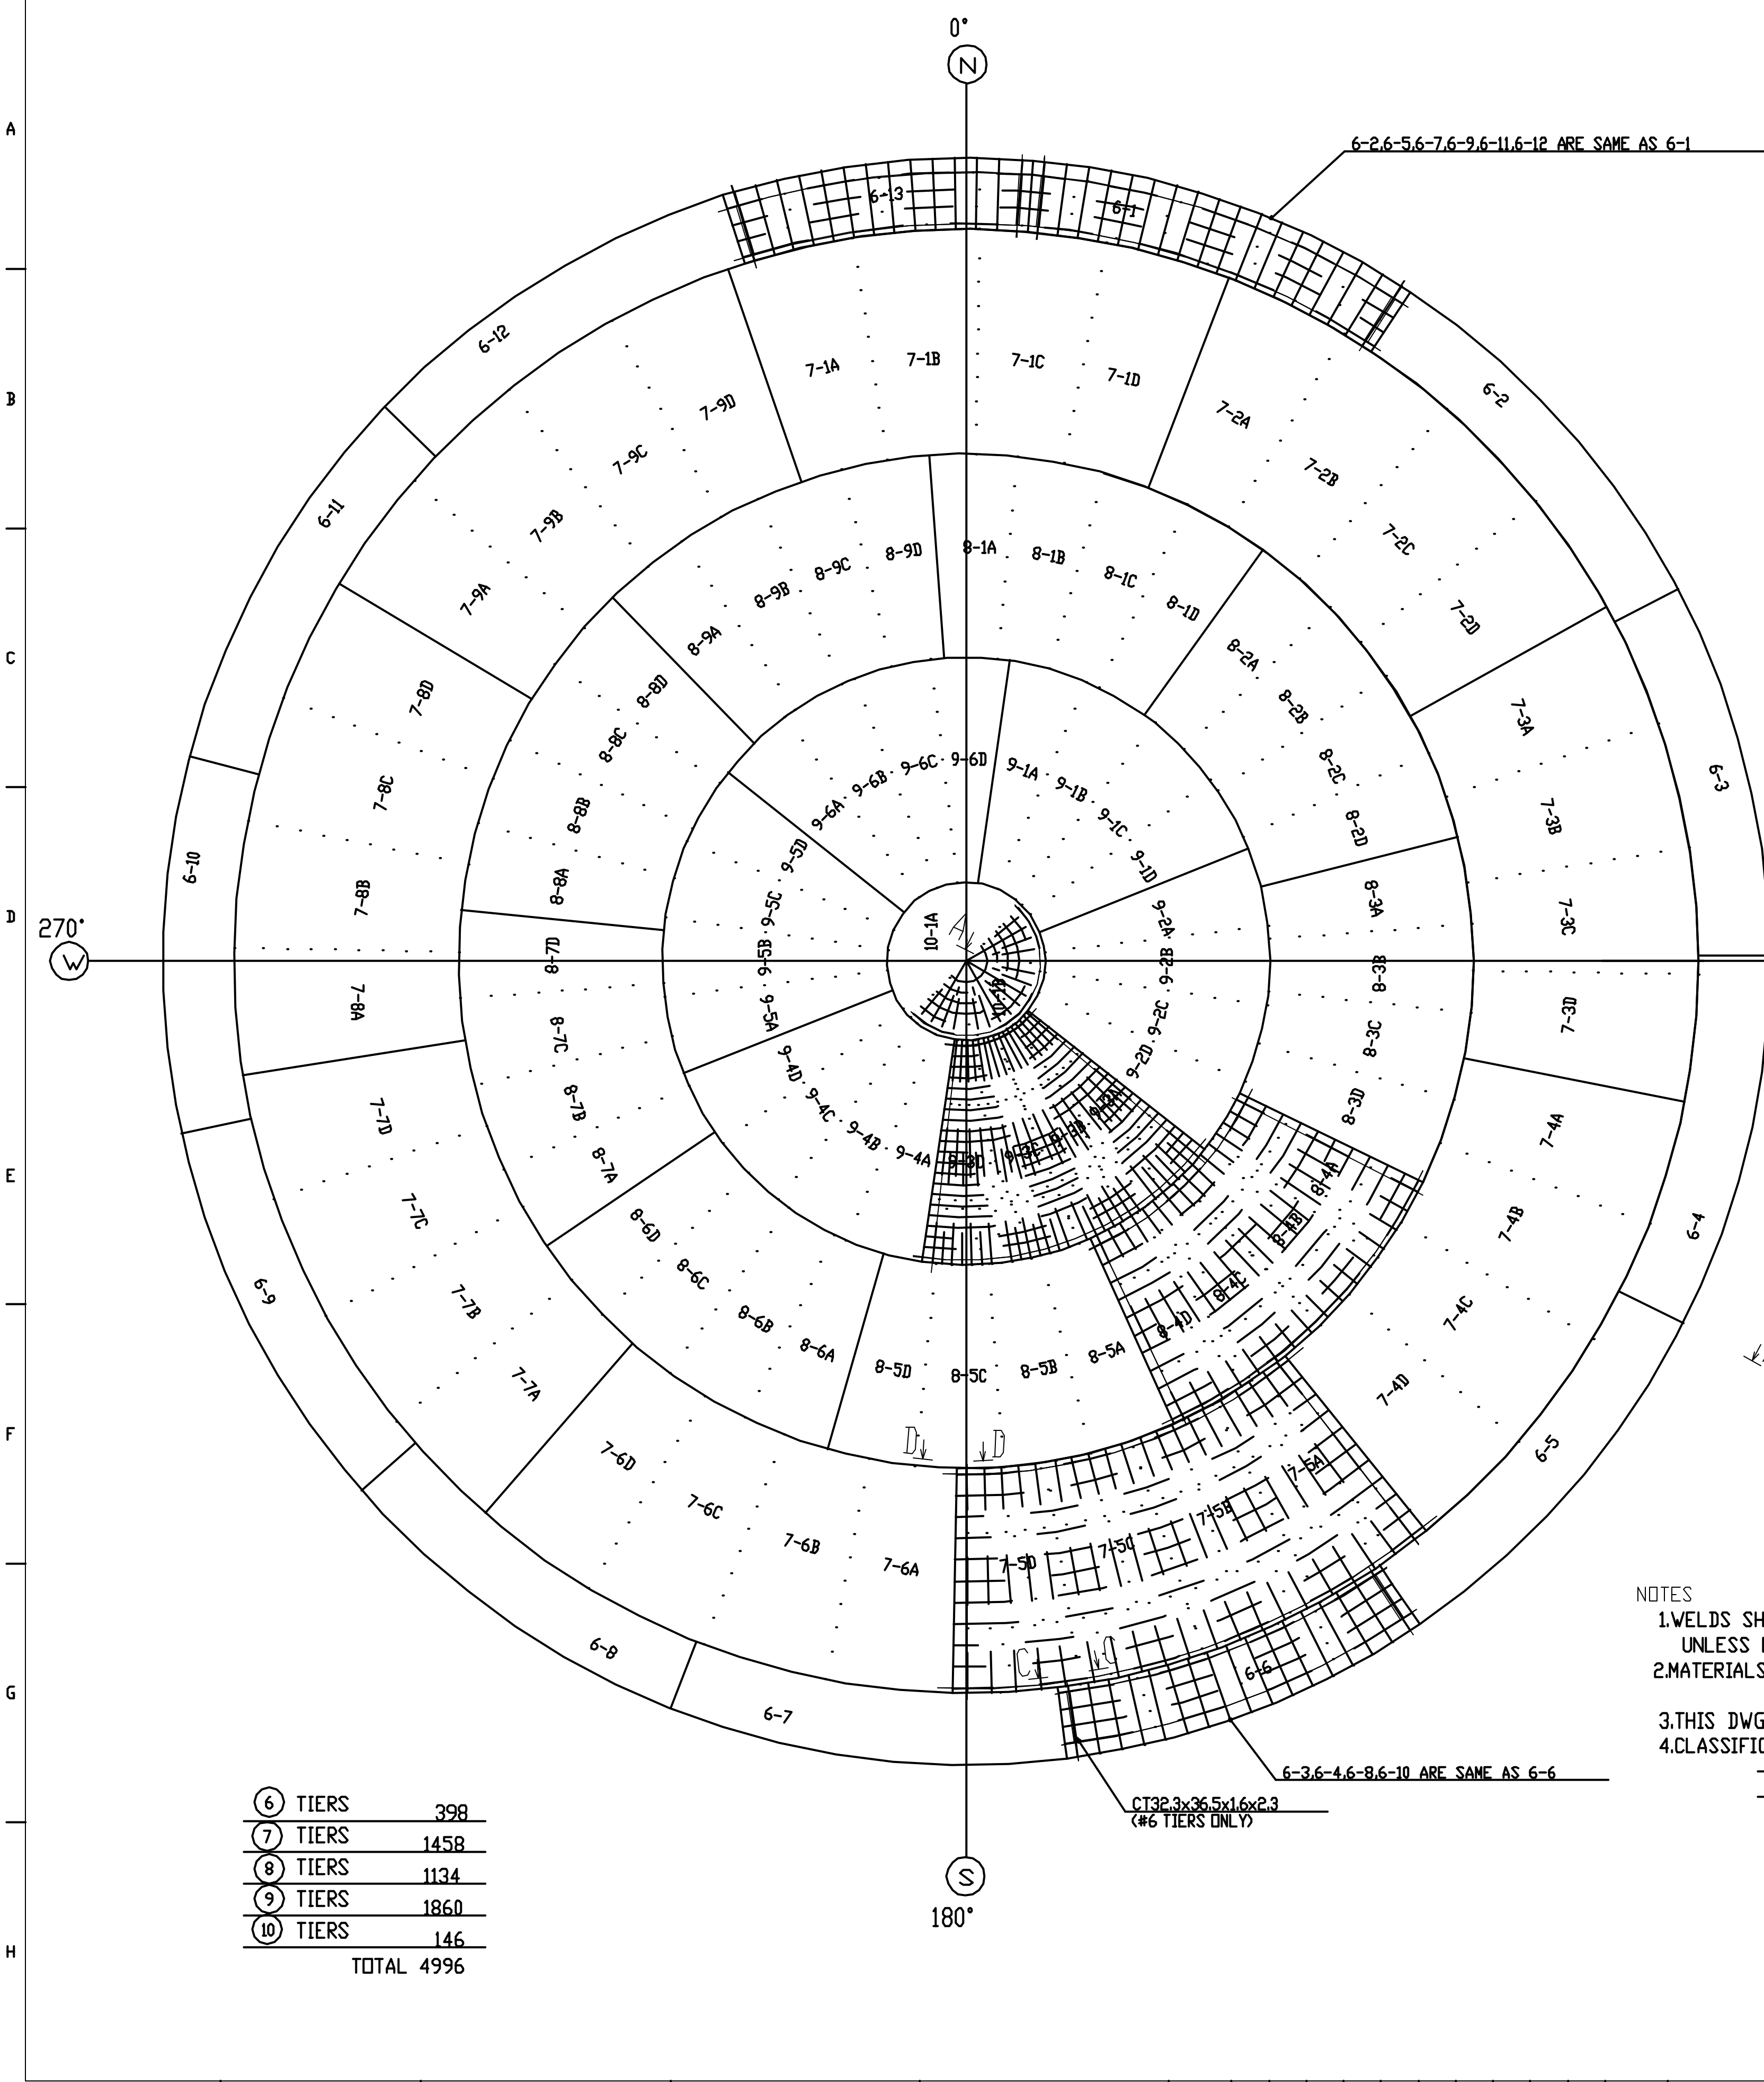 0°
N
A
6-2,6-5,6-7,6-9,6-11,6-12 ARE SAME AS 6-1
6-13
6-1
6-12
6-2
B
7-1A
7-1B
7-1C
7-1D
7-9D
7-2A
7-9C
7-2B
6-11
7-9B
7-2C
8-9D
8-1A
8-1B
8-9C
8-1C
8-9B
8-1D
7-9A
7-2D
8-9A
8-2A
C
7-8D
8-8D
8-2B
7-3A
8-8C
8-2C
9-6D
9-6C
9-1A
6-3
9-6B
9-1B
7-8C
8-8B
9-6A
9-1C
8-2D
7-3B
9-5D
9-1D
6-10
8-8A
7-8B
8-3A
9-5C
9-2A
7-3C
D
10-1A
A
270°
W
8-7D
9-5B
9-2B
8-3B
10-1B
7-8A
9-5A
9-2C
7-3D
8-7C
8-3C
9-4D
9-2D
8-7B
9-4C
9-3A
8-3D
7-7D
7-4A
9-4B
9-3B
9-4A
9-3D
9-3C
8-7A
8-4A
E
7-7C
8-6D
8-4B
7-4B
6-4
8-6C
8-4C
6-9
7-7B
8-6B
8-4D
7-4C
8-6A
8-5A
8-5D
8-5C
8-5B
7-7A
7-4D
F
D
D
7-6D
7-5A
6-5
7-6C
7-5B
7-6B
7-5C
7-6A
7-5D
NOTES
1.WELDS SH
UNLESS
2.MATERIALS
6-8
C
C
6-6
G
6-7
3.THIS DWG
4.CLASSIFIC
6-3,6-4,6-8,6-10 ARE SAME AS 6-6
CT32.3x36.5x1.6x2.3
(#6 TIERS ONLY)
6 TIERS 398
7 TIERS 1458
8 TIERS 1134
9 TIERS 1860
10 TIERS 146
TOTAL 4996
S
180°
H